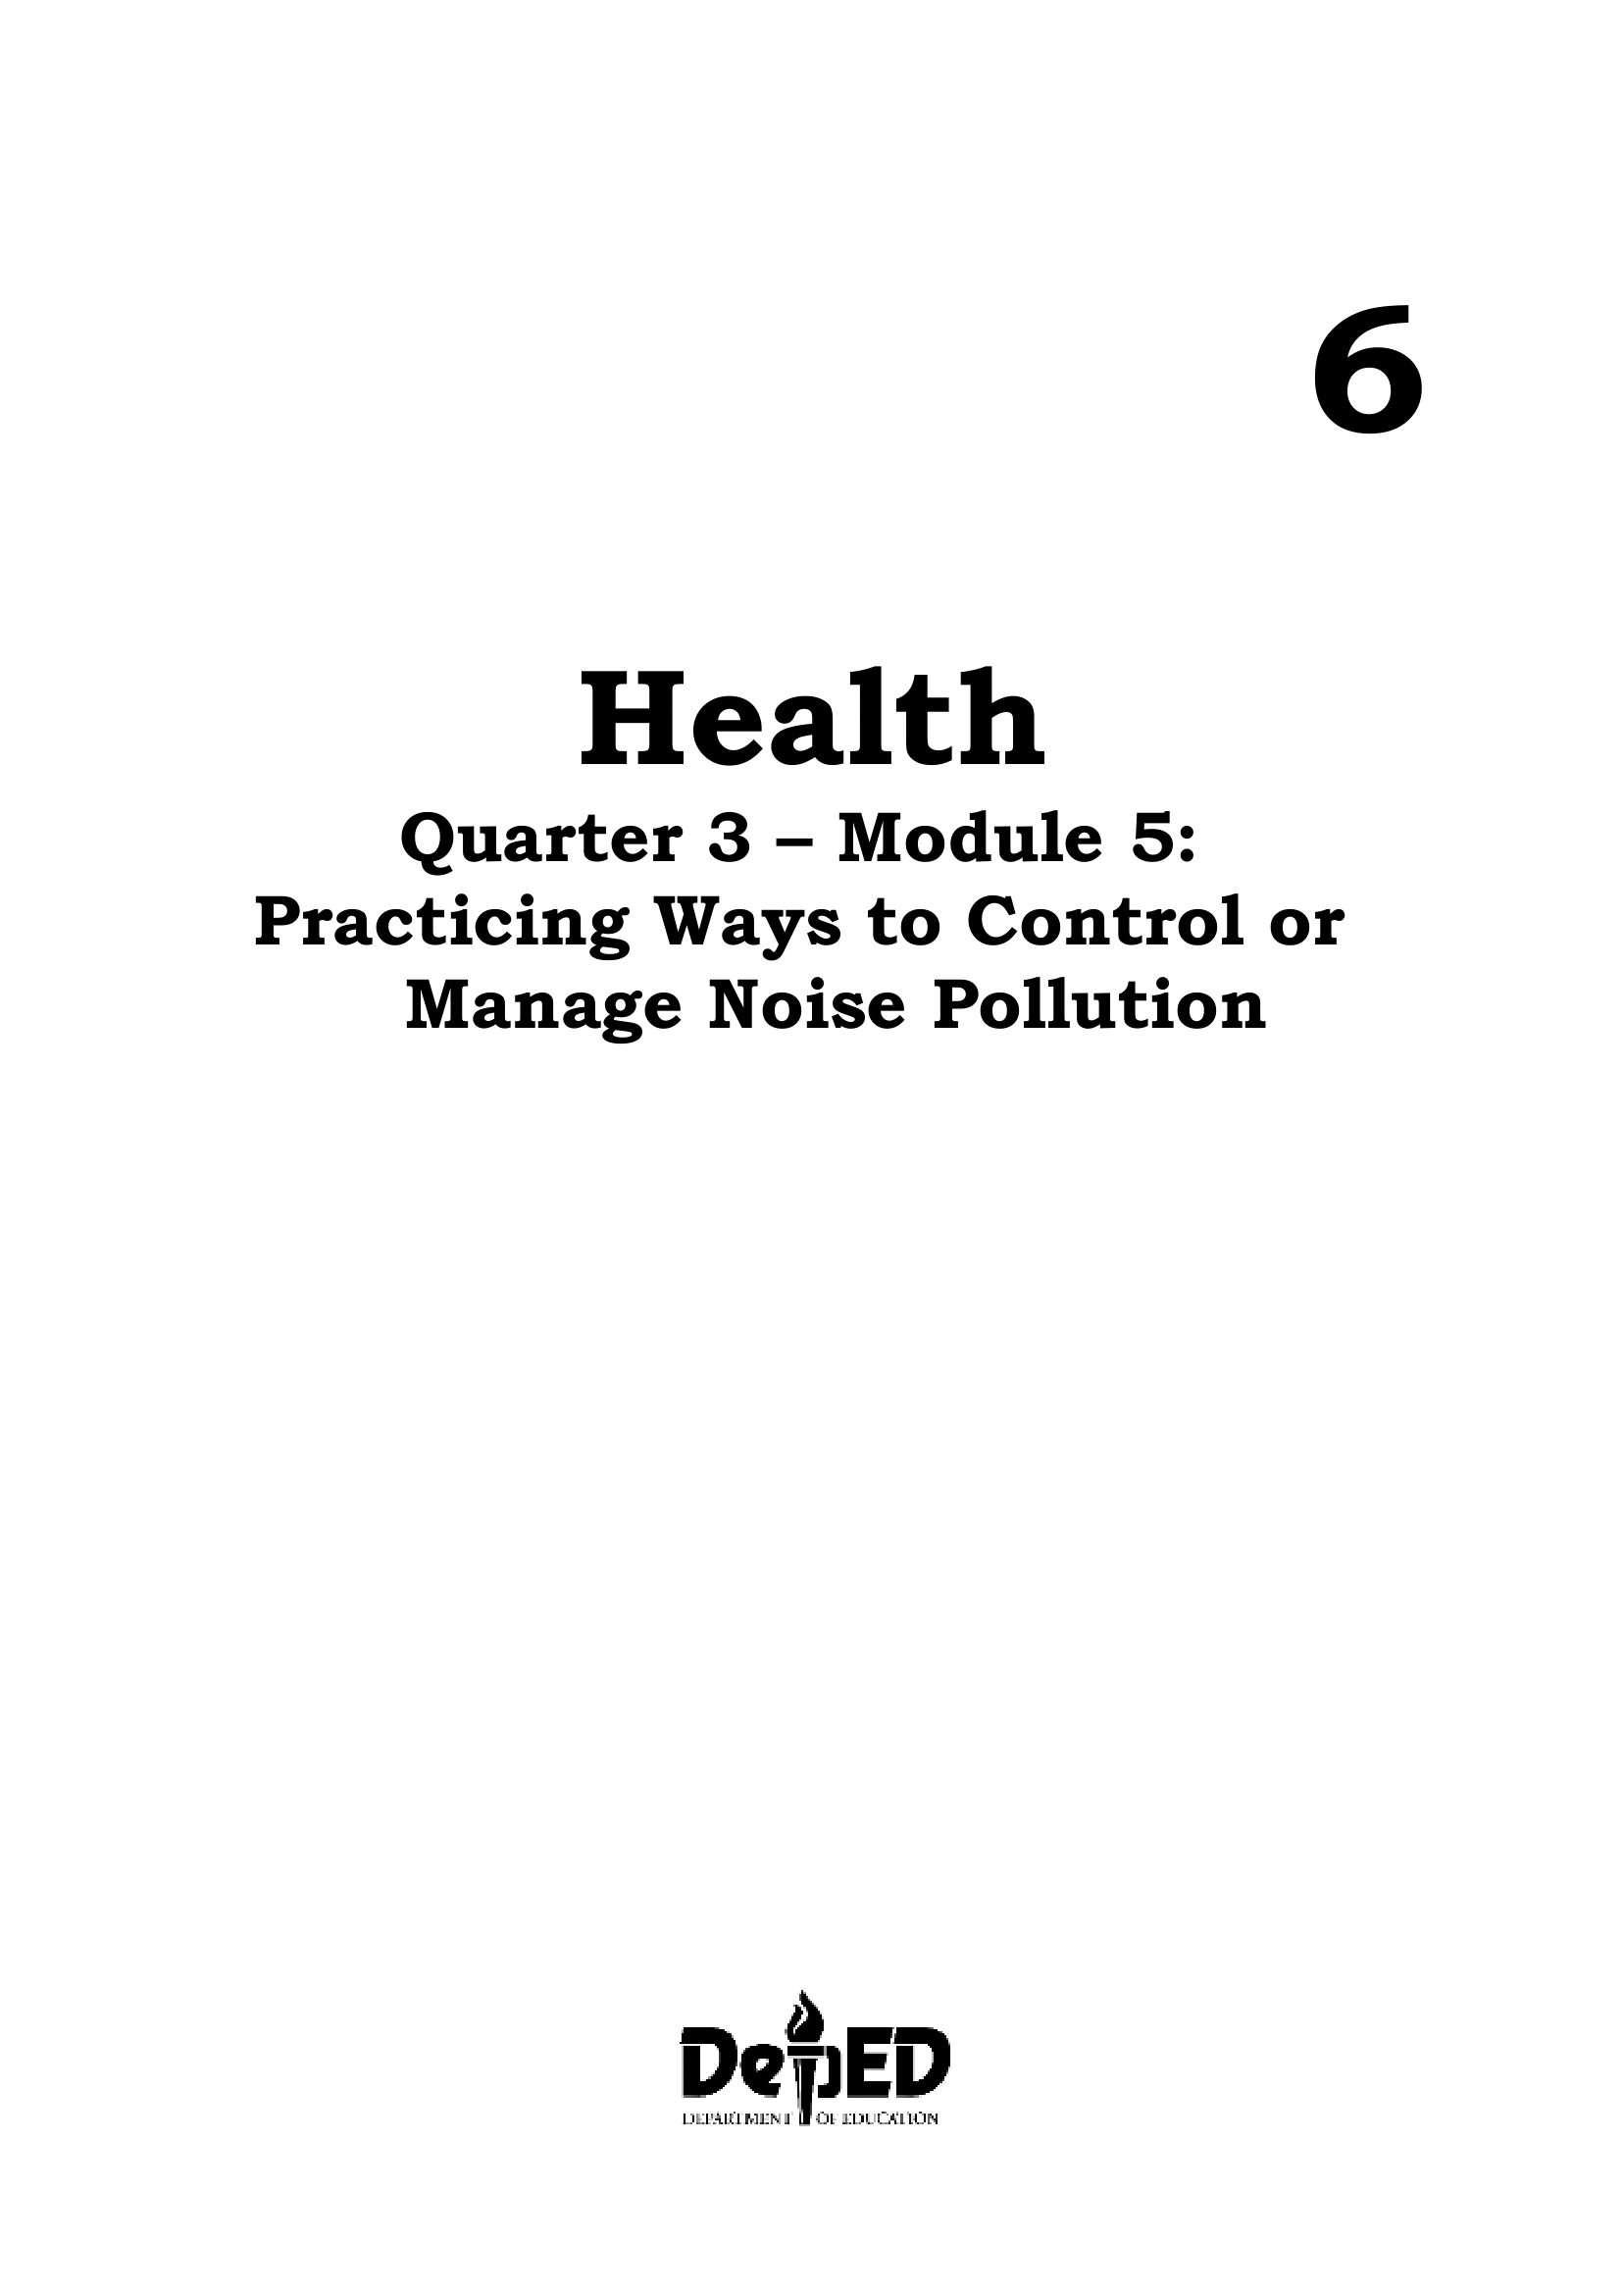 6
Health
Quarter 3 – Module 5:
Practicing Ways to Control or
Manage Noise Pollution
DepED
DEPARTMENT OF EDUCATION